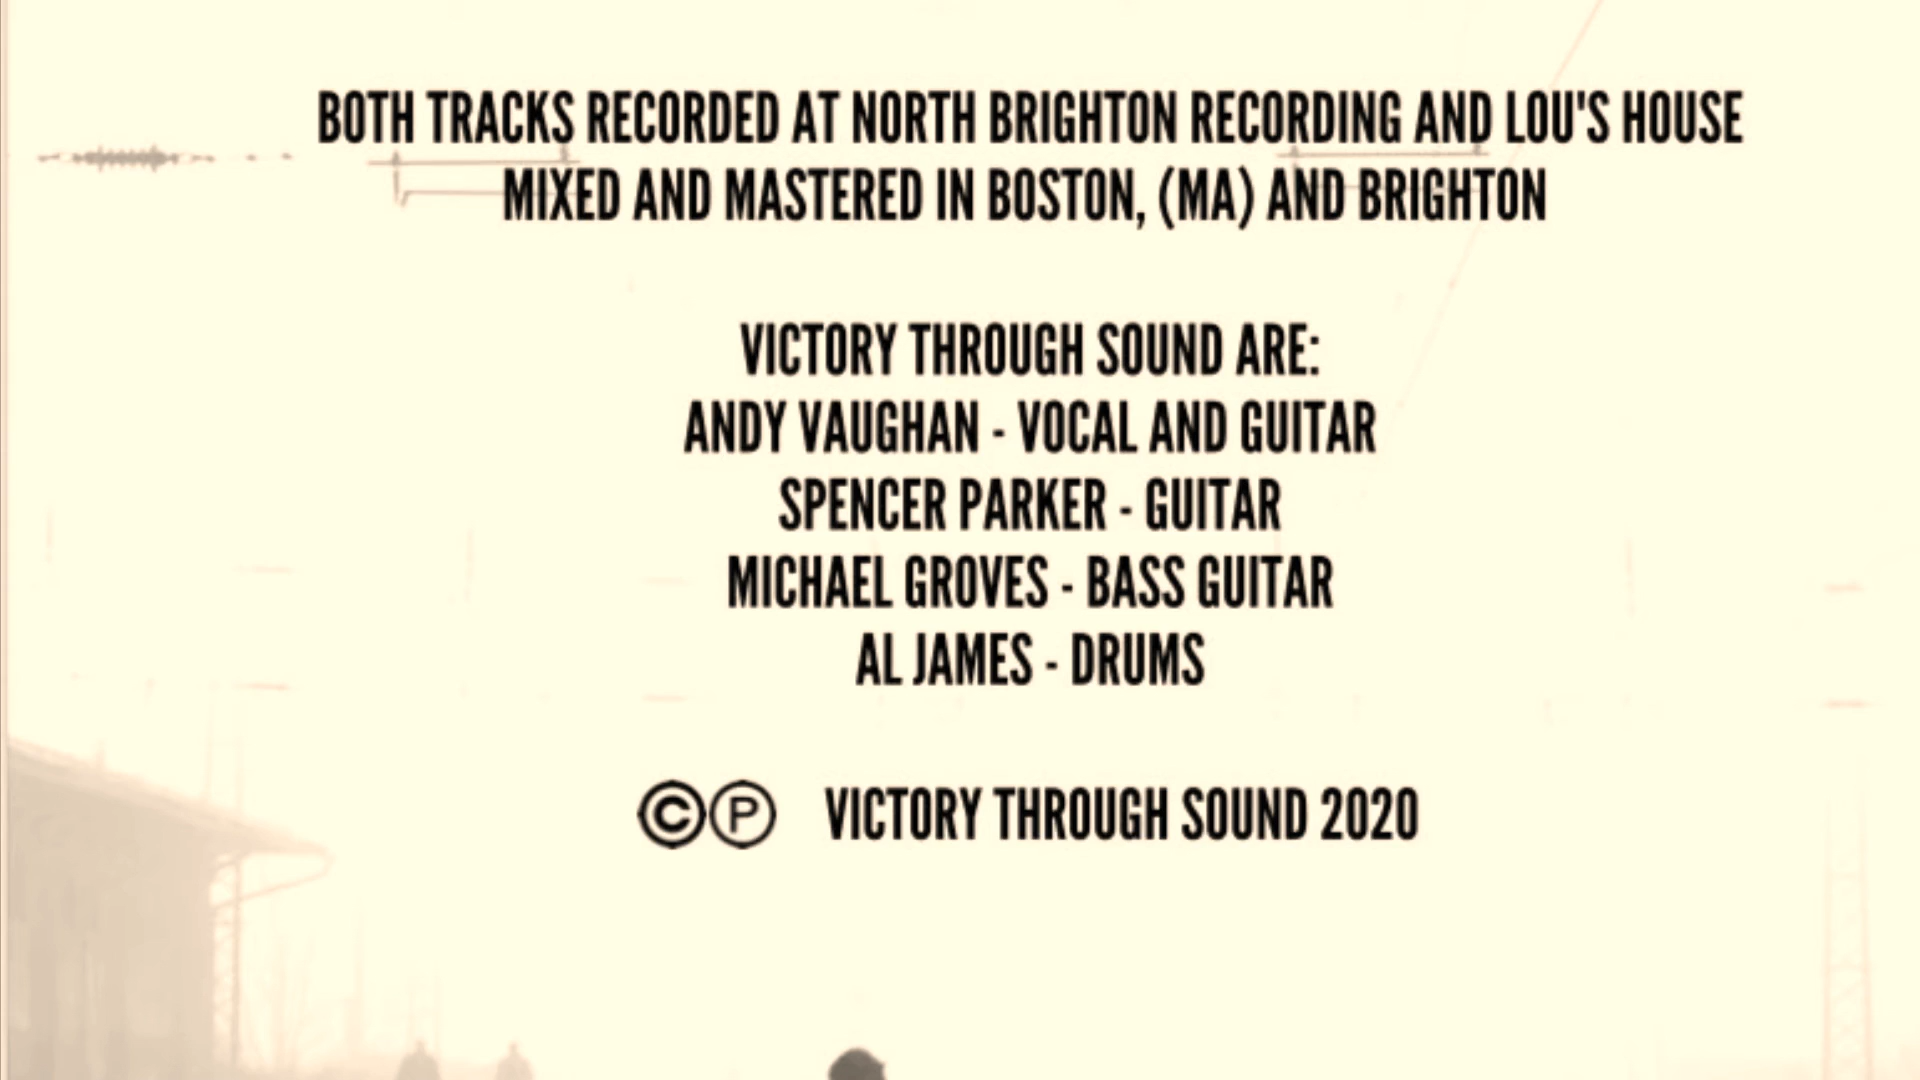 BOTH TRACKS RECORDED AT NORTH BRIGHTON RECORDING AND LOU'S HOUSE
MIXED AND MASTERED IN BOSTON, (MA) AND BRIGHTON
VICTORY THROUGH SOUND ARE:
ANDY VAUGHAN - VOCAL AND GUITAR
SPENCER PARKER - GUITAR
MICHAEL GROVES - BASS GUITAR
AL JAMES - DRUMS
©℗ VICTORY THROUGH SOUND 2020